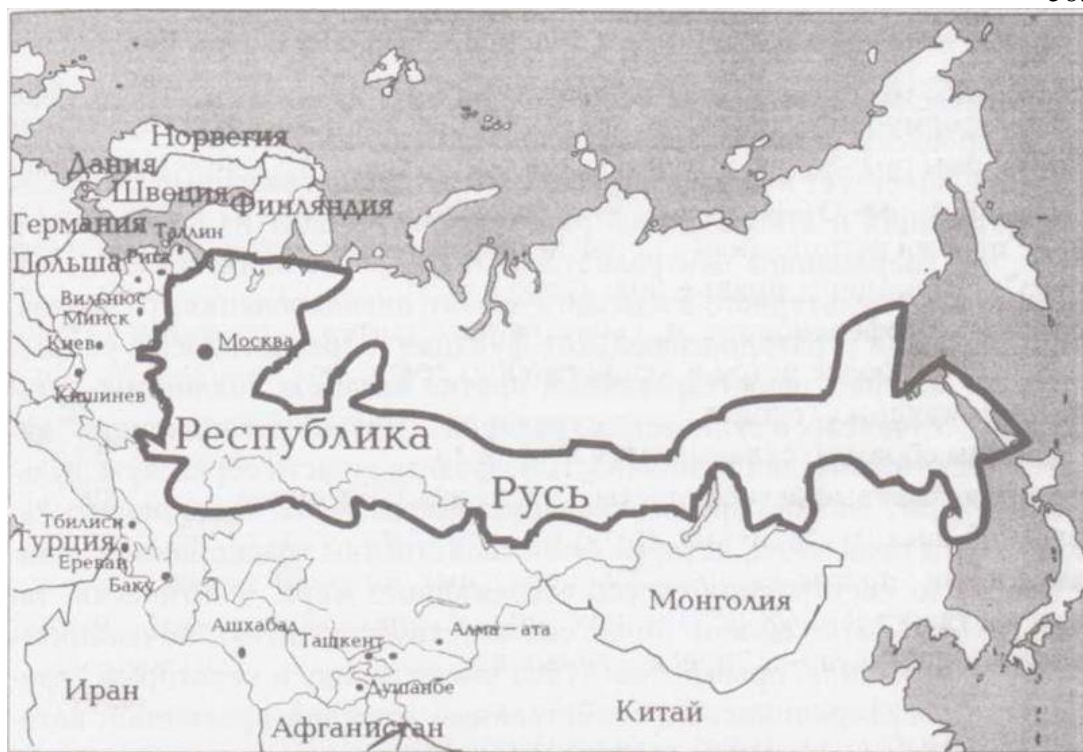 Норвегия
Дания
Швеция
Финляндия
Германия
Таллин
Польша
Рига
Вильнюс
Минск
Киев
Москва
Кишинев
Республика
Русь
Тбилиси
Турция
Ереван
Баку
Монголия
Ашхабад
Ташкент
Алма-ата
Иран
Душанбе
Китай
Афганистан